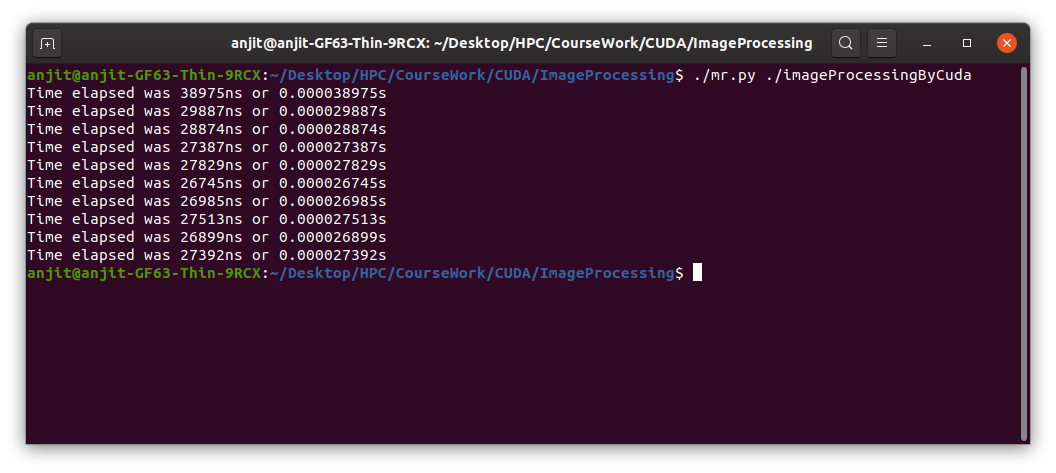 anjit@anjit-GF63-Thin-9RCX: ~/Desktop/HPC/CourseWork/CUDA/ImageProcessing
anjit@anjit-GF63-Thin-9RCX:~/Desktop/HPC/CourseWork/CUDA/ImageProcessing$ ./mr.py ./imageProcessingByCuda
Time elapsed was 38975ns or 0.000038975s
Time elapsed was 29887ns or 0.000029887s
Time elapsed was 28874ns or 0.000028874s
Time elapsed was 27387ns or 0.000027387s
Time elapsed was 27829ns or 0.000027829s
Time elapsed was 26745ns or 0.000026745s
Time elapsed was 26985ns or 0.000026985s
Time elapsed was 27513ns or 0.000027513s
Time elapsed was 26899ns or 0.000026899s
Time elapsed was 27392ns or 0.000027392s
anjit@anjit-GF63-Thin-9RCX:~/Desktop/HPC/CourseWork/CUDA/ImageProcessing$